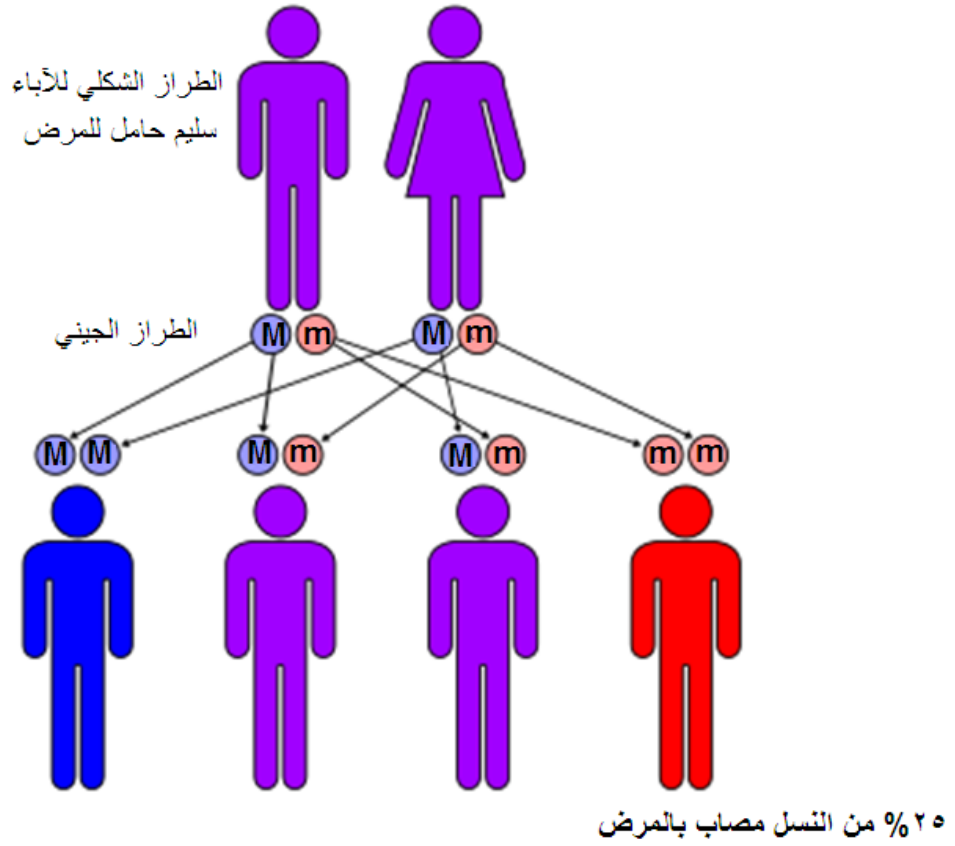 الطراز الشكلي للآباء
سليم حامل للمرض
الطراز الجيني
M m M m
M M M m M m m m
٢٥% من النسل مصاب بالمرض